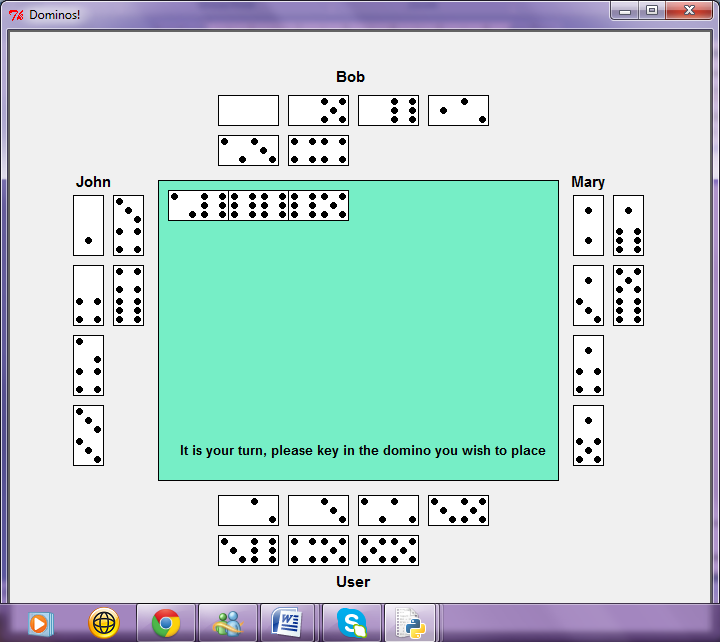 Dominos!
Bob
John
Mary
It is your turn, please key in the domino you wish to place
User